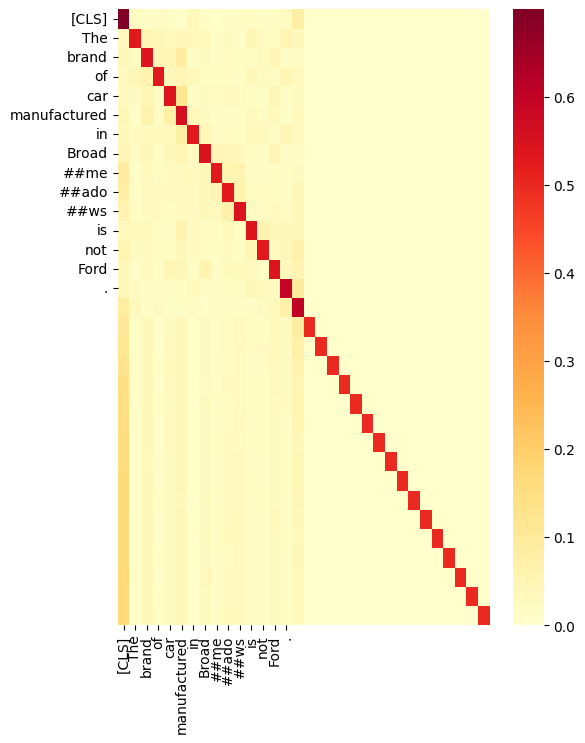 [CLS]
The
brand
of
car
manufactured
in
Broad
##me
##ado
##ws
is
not
Ford
.
0.6
0.5
0.4
0.3
0.2
0.1
0.0
[CLS]
The
brand
of
car
manufactured
in
Broad
##me
##ado
##ws
is
not
Ford
.